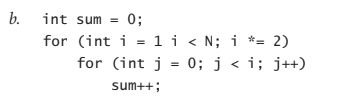 b. int sum = 0;
for (int i = 1 i < N; i *= 2)
for (int j = 0; j < i; j++)
sum++;